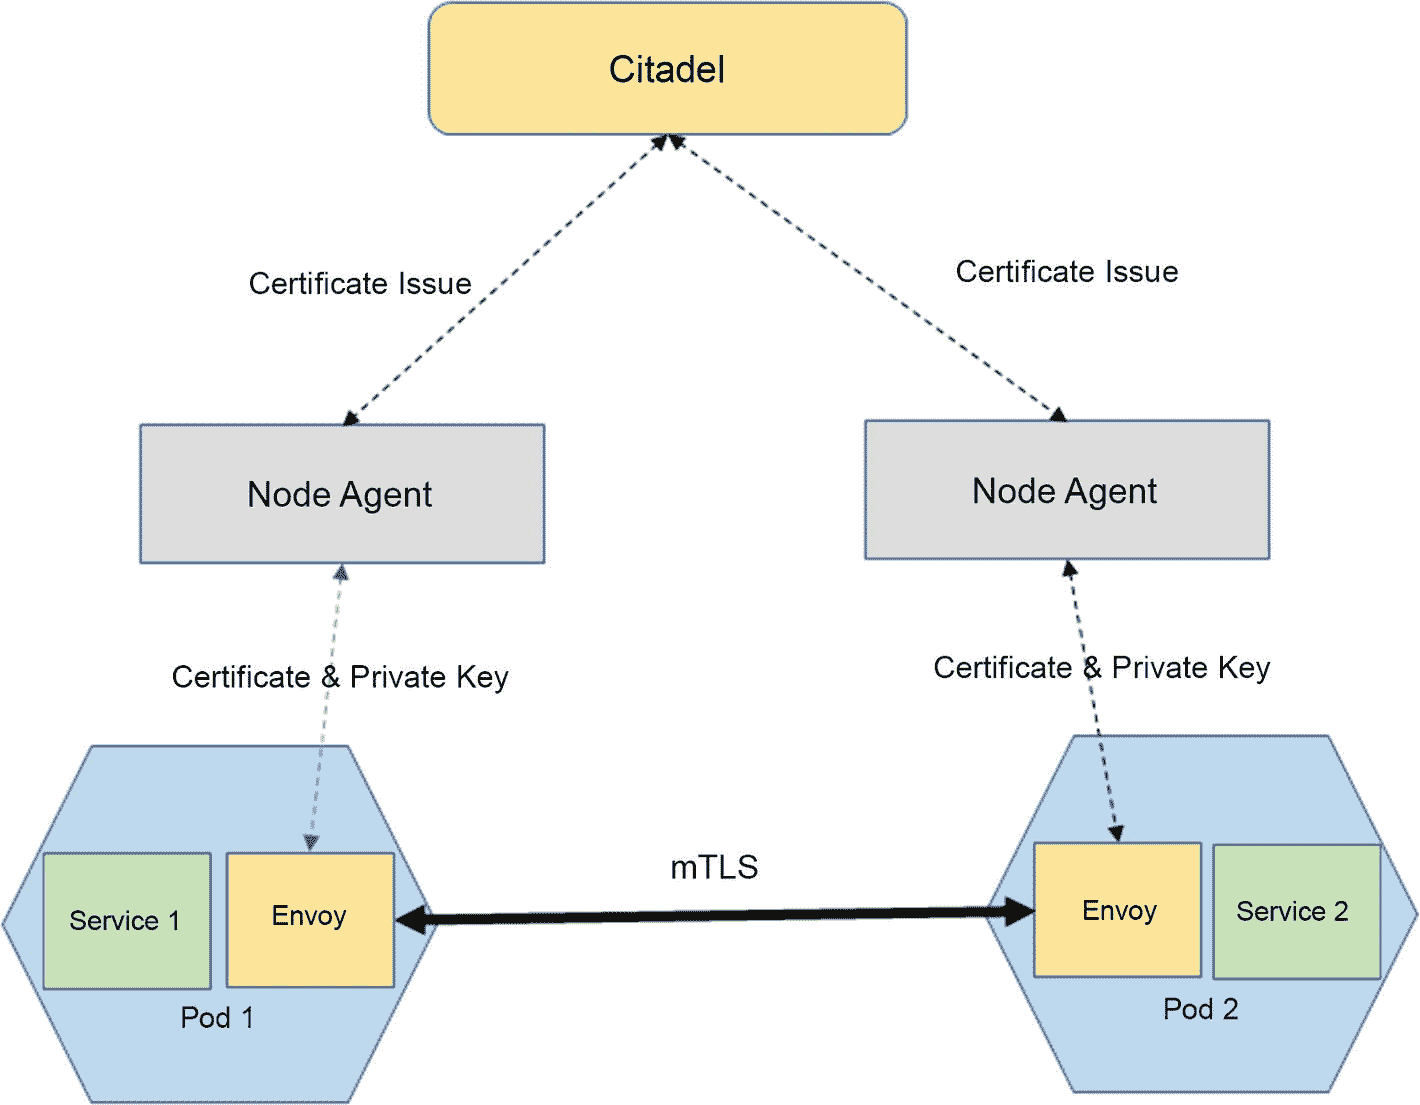 Citadel
Certificate Issue
Certificate Issue
Node Agent
Node Agent
Certificate & Private Key
Certificate & Private Key
mTLS
Service 1
Envoy
Envoy
Service 2
Pod 1
Pod 2